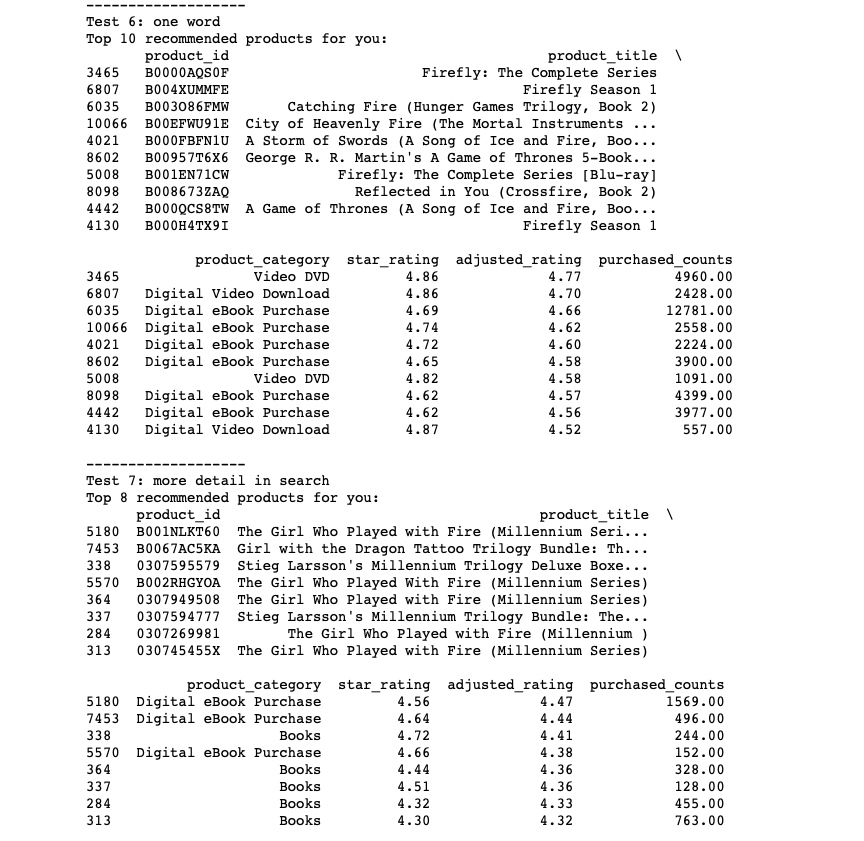 -------------------
Test 6: one word
Top 10 recommended products for you:
       product_id                                      product_title  \
3465   B0000AQS0F                       Firefly: The Complete Series
6807   B004XUMMFE                                   Firefly Season 1
6035   B003O86FMW       Catching Fire (Hunger Games Trilogy, Book 2)
10066  B00EFWU91E  City of Heavenly Fire (The Mortal Instruments ...
4021   B000FBFN1U  A Storm of Swords (A Song of Ice and Fire, Boo...
8602   B00957T6X6  George R. R. Martin's A Game of Thrones 5-Book...
5008   B001EN71CW             Firefly: The Complete Series [Blu-ray]
8098   B008673ZAQ               Reflected in You (Crossfire, Book 2)
4442   B000QCS8TW  A Game of Thrones (A Song of Ice and Fire, Boo...
4130   B000H4TX9I                                   Firefly Season 1

             product_category  star_rating  adjusted_rating  purchased_counts
3465                Video DVD         4.86             4.77           4960.00
6807   Digital Video Download         4.86             4.70           2428.00
6035   Digital eBook Purchase         4.69             4.66          12781.00
10066  Digital eBook Purchase         4.74             4.62           2558.00
4021   Digital eBook Purchase         4.72             4.60           2224.00
8602   Digital eBook Purchase         4.65             4.58           3900.00
5008                Video DVD         4.82             4.58           1091.00
8098   Digital eBook Purchase         4.62             4.57           4399.00
4442   Digital eBook Purchase         4.62             4.56           3977.00
4130   Digital Video Download         4.87             4.52            557.00

-------------------
Test 7: more detail in search
Top 8 recommended products for you:
      product_id                                      product_title  \
5180  B001NLKT60  The Girl Who Played with Fire (Millennium Seri...
7453  B0067AC5KA  Girl with the Dragon Tattoo Trilogy Bundle: Th...
338   0307595579  Stieg Larsson's Millennium Trilogy Deluxe Boxe...
5570  B002RHGYOA  The Girl Who Played with Fire (Millennium Series)
364   0307949508  The Girl Who Played with Fire (Millennium Series)
337   0307594777  Stieg Larsson's Millennium Trilogy Bundle: The...
284   0307269981        The Girl Who Played with Fire (Millennium )
313   030745455X  The Girl Who Played with Fire (Millennium Series)

            product_category  star_rating  adjusted_rating  purchased_counts
5180  Digital eBook Purchase         4.56             4.47           1569.00
7453  Digital eBook Purchase         4.64             4.44            496.00
338                    Books         4.72             4.41            244.00
5570  Digital eBook Purchase         4.66             4.38            152.00
364                    Books         4.44             4.36            328.00
337                    Books         4.51             4.36            128.00
284                    Books         4.32             4.33            455.00
313                    Books         4.30             4.32            763.00